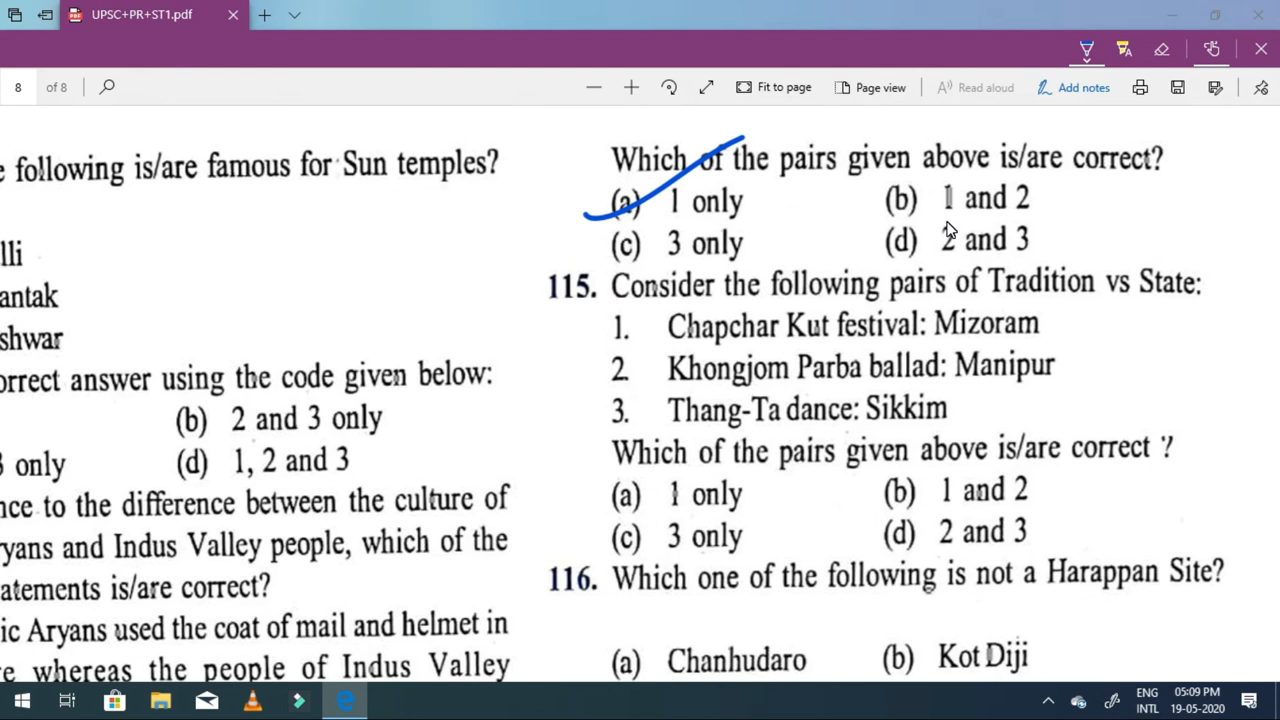 UPSC+PR+ST1.pdf
8 of 8
Fit to page
Page view
Read aloud
Add notes
following is/are famous for Sun temples?
lli
antak
shwar
orrect answer using the code given below:
(b) 2 and 3 only
3 only
(d) 1, 2 and 3
nce to the difference between the culture of
ryans and Indus Valley people, which of the
atements is/are correct?
ic Aryans used the coat of mail and helmet in
re whereas the people of Indus Valley
Which of the pairs given above is/are correct?
(a) 1 only (b) 1 and 2
(c) 3 only (d) 2 and 3
115. Consider the following pairs of Tradition vs State:
1. Chapchar Kut festival: Mizoram
2. Khongjom Parba ballad: Manipur
3. Thang-Ta dance: Sikkim
Which of the pairs given above is/are correct ?
(a) 1 only (b) 1 and 2
(c) 3 only (d) 2 and 3
116. Which one of the following is not a Harappan Site?
(a) Chanhudaro (b) Kot Diji
ENG 05:09 PM
INTL 19-05-2020